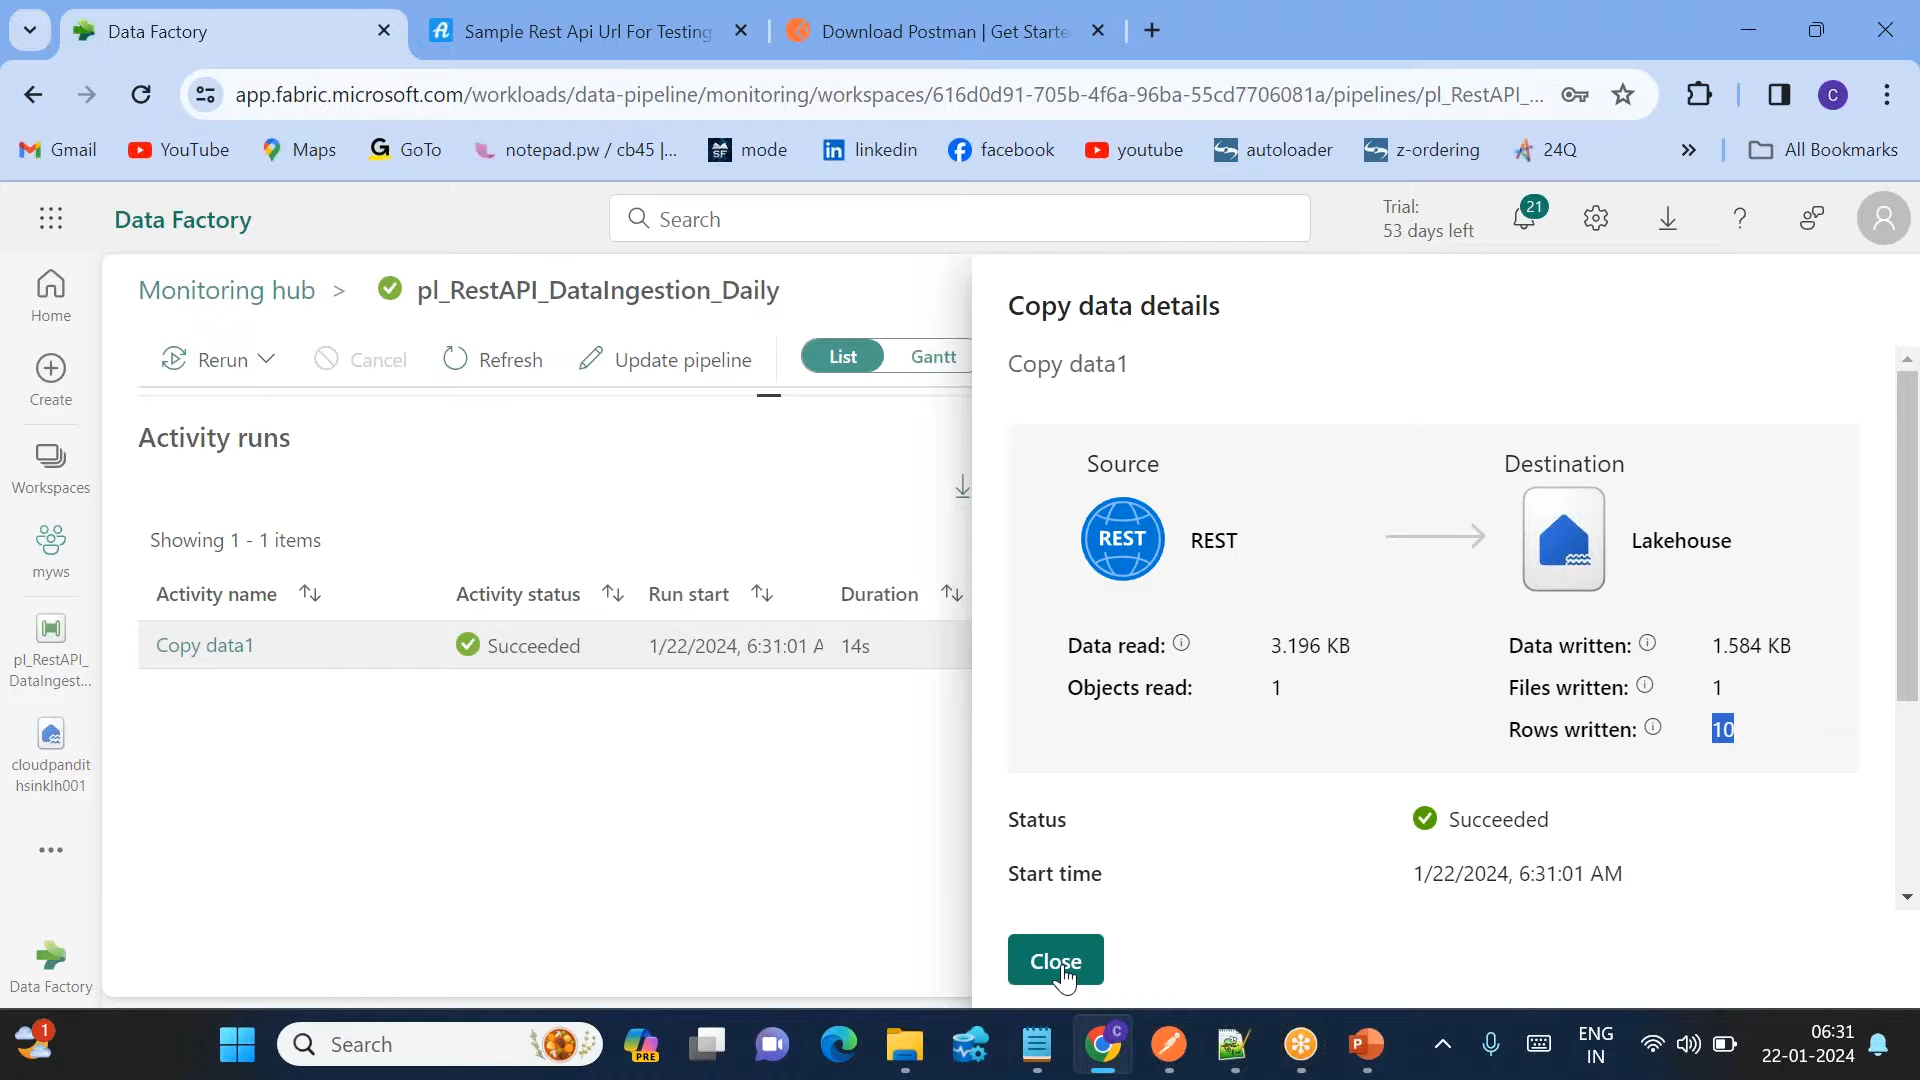 Data Factory
Sample Rest Api Url For Testing
Download Postman | Get Starte
app.fabric.microsoft.com/workloads/data-pipeline/monitoring/workspaces/616d0d91-705b-4f6a-96ba-55cd7706081a/pipelines/pl_RestAPI_...
C
Gmail
YouTube
Maps
G GoTo
notepad.pw / cb45 |...
SF mode
linkedin
facebook
youtube
autoloader
z-ordering
24Q
»
All Bookmarks
Data Factory
Search
Trial:
53 days left
21
Home
Create
Workspaces
myws
pl_RestAPI_
DataIngest...
cloudpandit
hsinklh001
Data Factory
Monitoring hub > pl_RestAPI_DataIngestion_Daily
Rerun
Cancel
Refresh
Update pipeline
List
Gantt
Activity runs
Showing 1 - 1 items
Activity name
Activity status
Run start
Duration
Copy data1
Succeeded
1/22/2024, 6:31:01 A
14s
Copy data details
Copy data1
Source
Destination
REST
REST
Lakehouse
Data read: 3.196 KB
Data written: 1.584 KB
Objects read: 1
Files written: 1
Rows written: 10
Status
Succeeded
Start time
1/22/2024, 6:31:01 AM
Close
1
Search
PRE
C
P
ENG
IN
06:31
22-01-2024